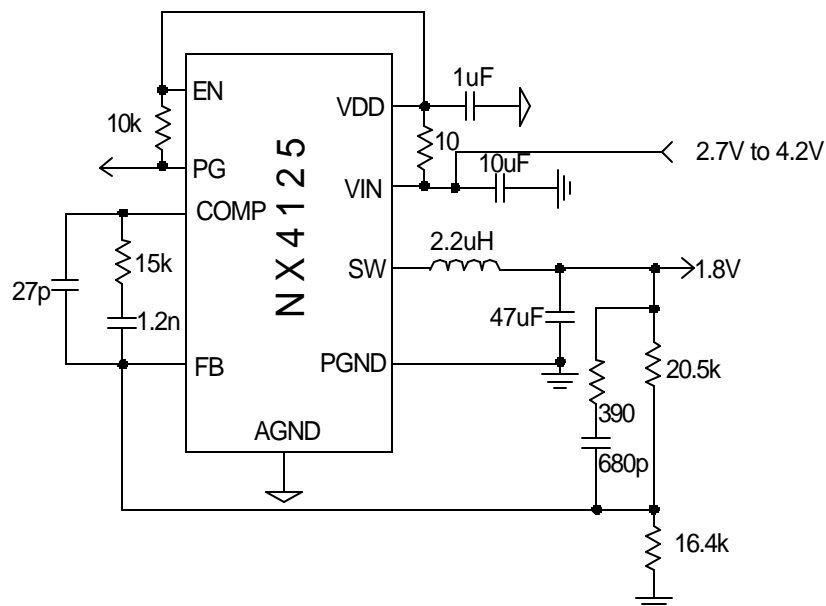 EN
1uF
VDD
10k
10
PG
10uF
2.7V to 4.2V
VIN
NX4125
COMP
2.2uH
15k
SW
1.8V
27p
1.2n
47uF
FB
PGND
20.5k
390
AGND
680p
16.4k